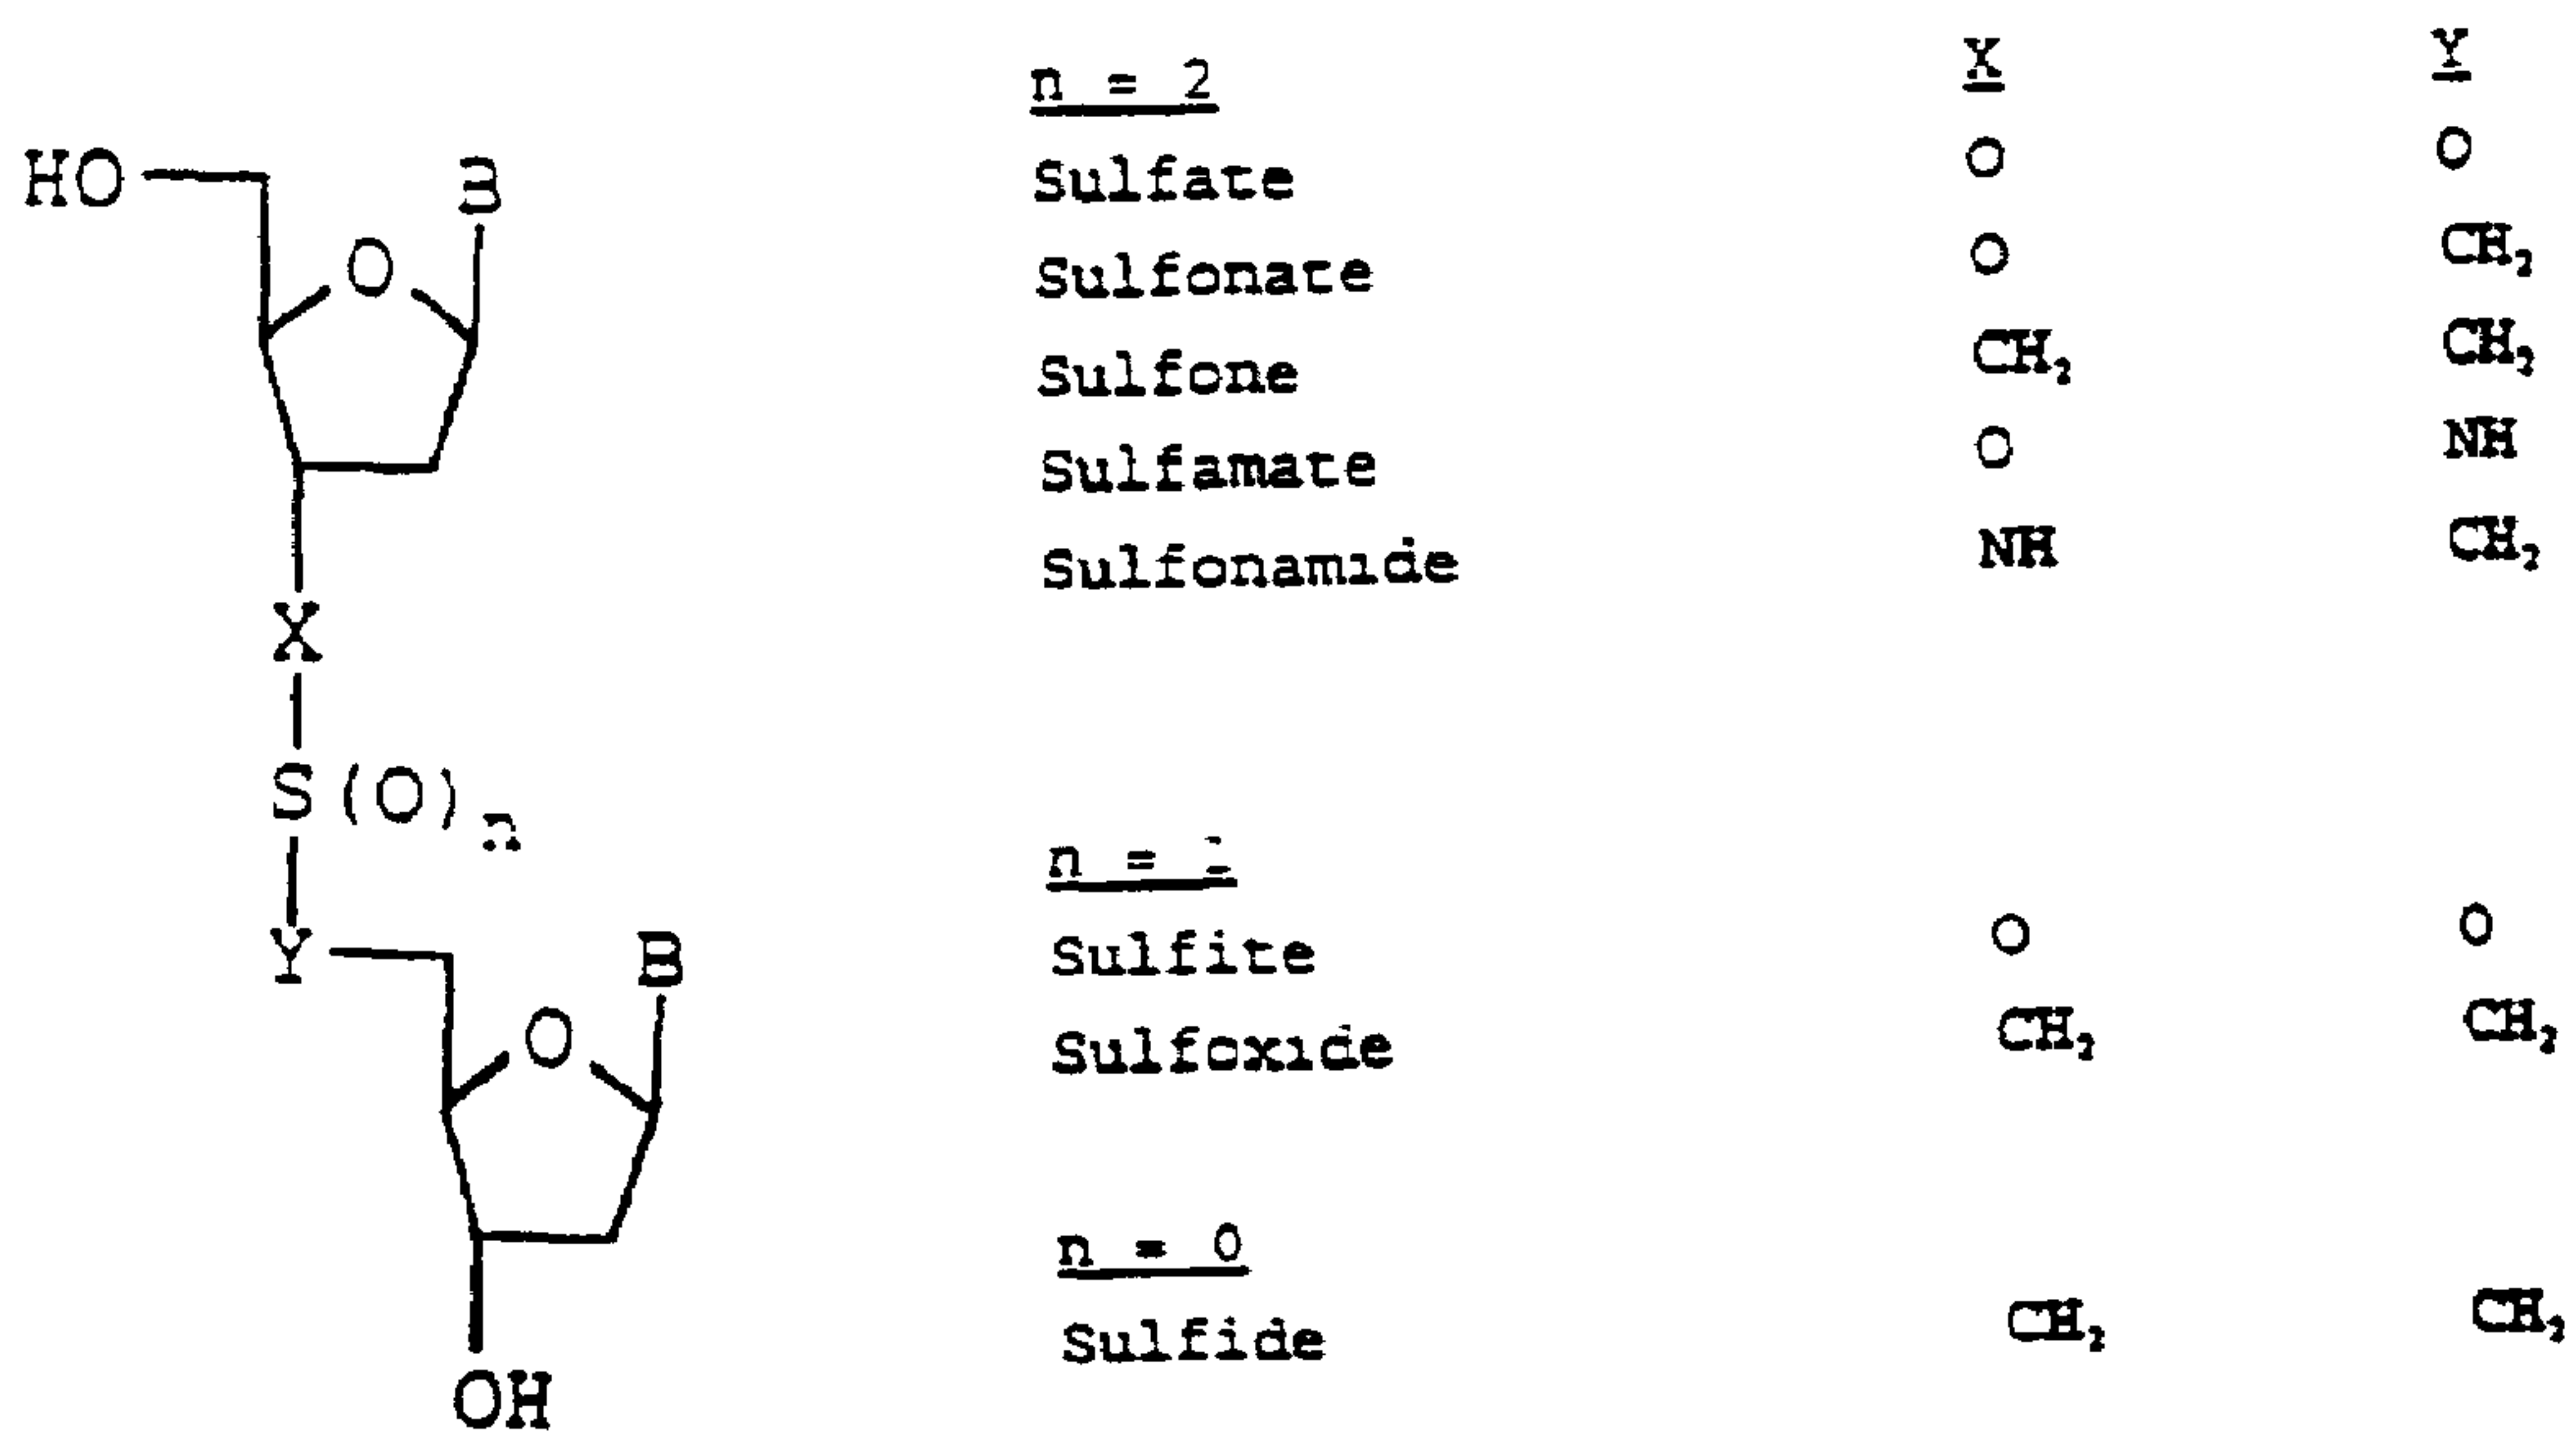 n = 2 X Y
Sulfate O O
Sulfonate O CH₂
Sulfone CH₂ CH₂
Sulfamate O NH
Sulfonamide NH CH₂
n = 1
Sulfite O O
Sulfoxide CH₂ CH₂
n = 0
Sulfide CH₂ CH₂
HO
B
O
X
S(O)n
Y
B
O
OH